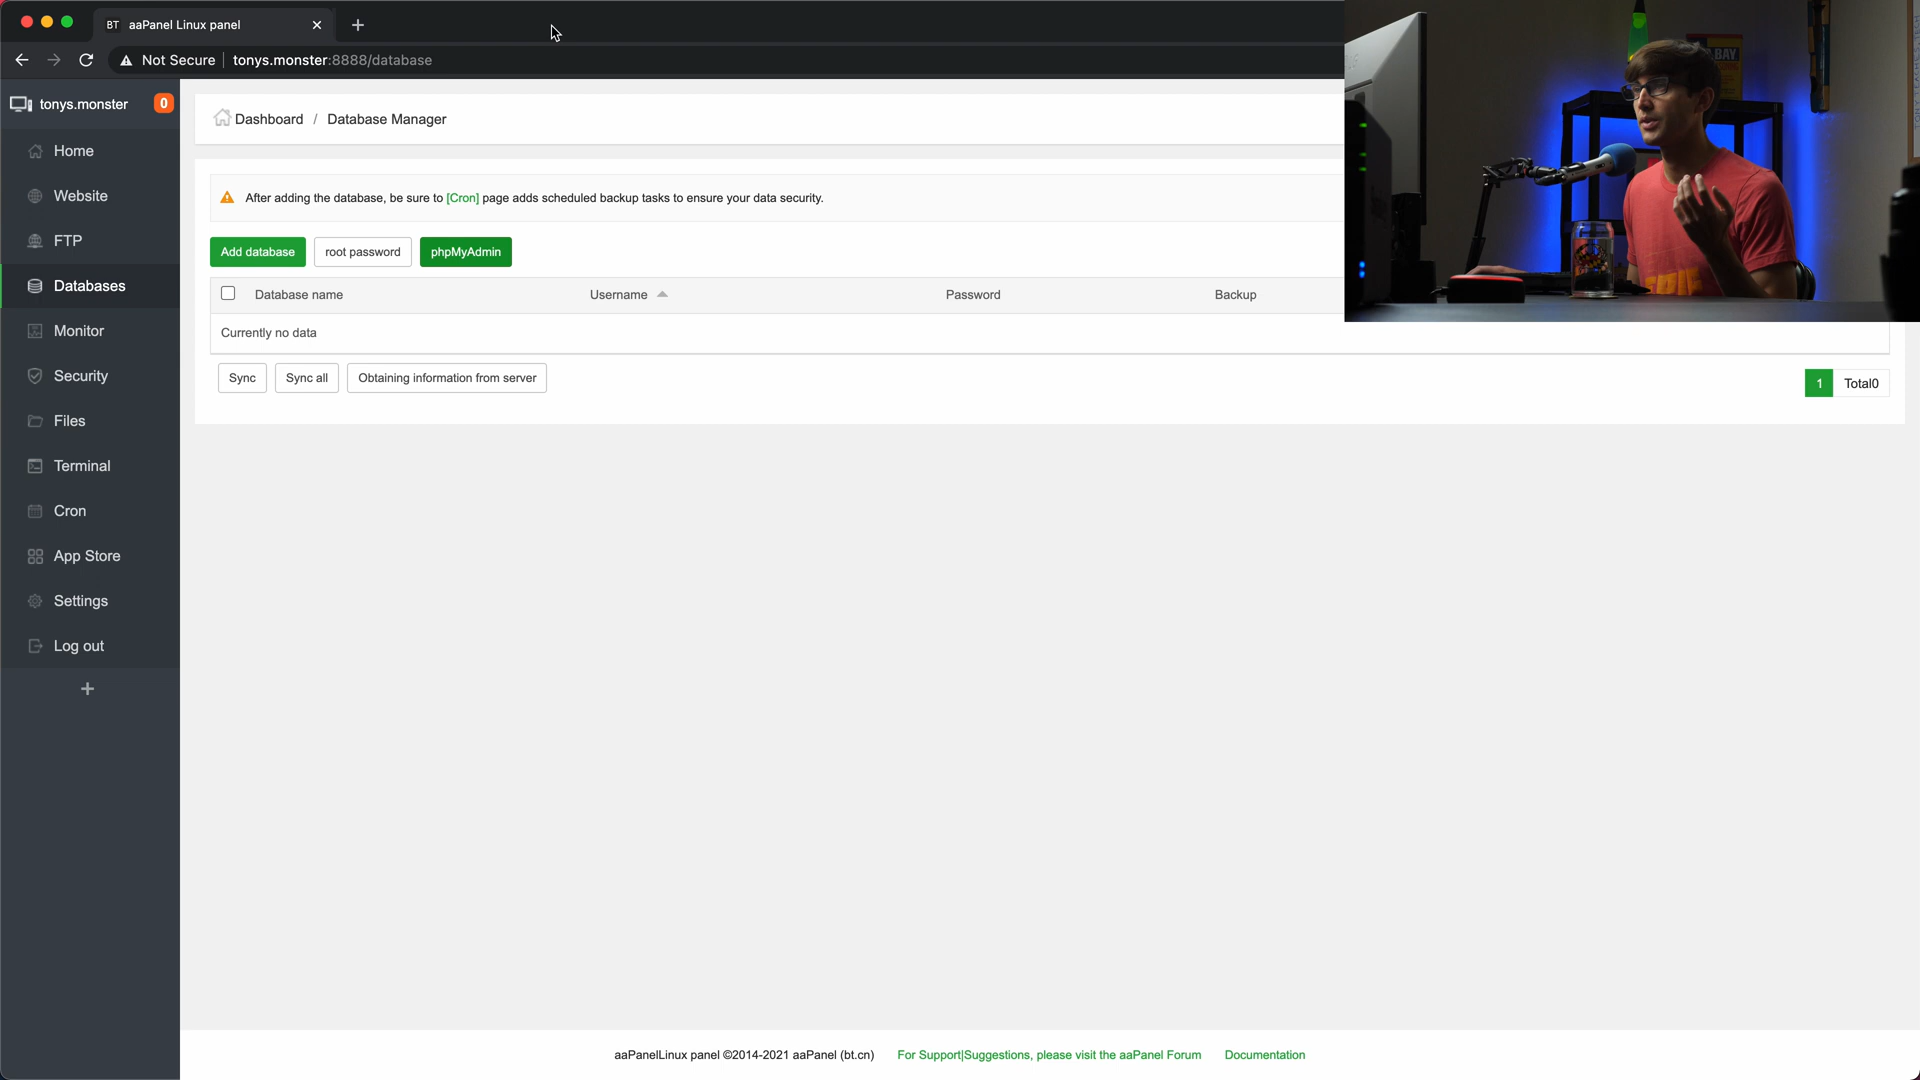 BT aaPanel Linux panel
Not Secure tonys.monster:8888/database
tonys.monster 0
Dashboard / Database Manager
Home
Website
FTP
Databases
Monitor
Security
Files
Terminal
Cron
App Store
Settings
Log out
After adding the database, be sure to [Cron] page adds scheduled backup tasks to ensure your data security.
Add database root password phpMyAdmin
Database name Username Password Backup
Currently no data
Sync Sync all Obtaining information from server
1 Total0
aaPanelLinux panel ©2014-2021 aaPanel (bt.cn) For Support|Suggestions, please visit the aaPanel Forum Documentation
BAY